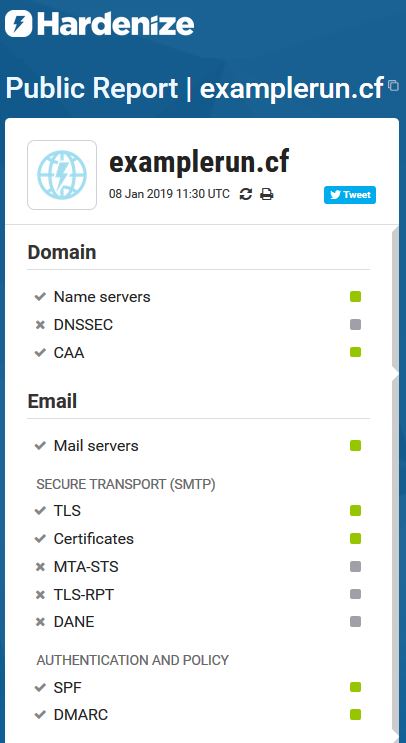 Hardenize
Public Report | examplerun.cf
examplerun.cf
08 Jan 2019 11:30 UTC
Tweet
Domain
Name servers
DNSSEC
CAA
Email
Mail servers
SECURE TRANSPORT (SMTP)
TLS
Certificates
MTA-STS
TLS-RPT
DANE
AUTHENTICATION AND POLICY
SPF
DMARC